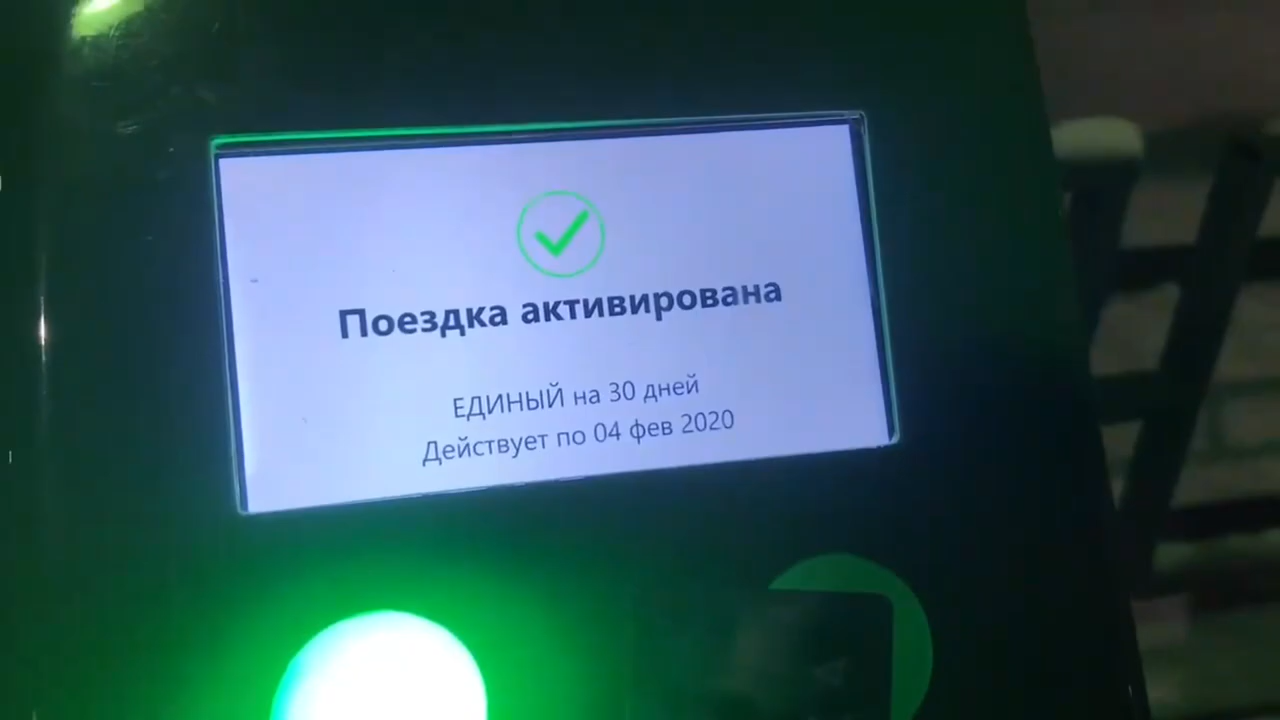 Поездка активирована
ЕДИНЫЙ на 30 дней
Действует по 04 фев 2020